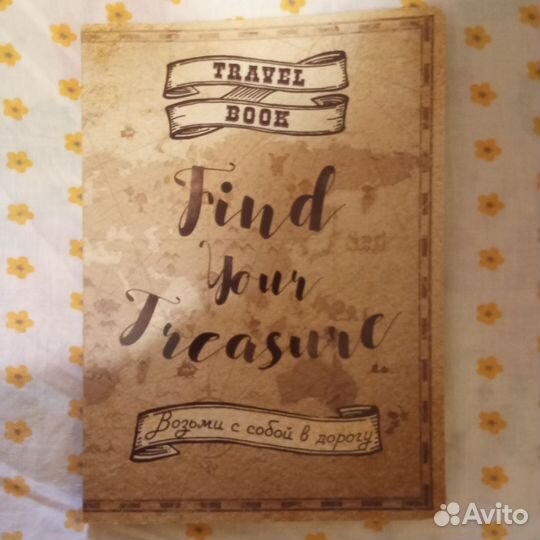 TRAVEL
BOOK
Find
Your
Treasure
Возьми с собой в дорогу
Avito